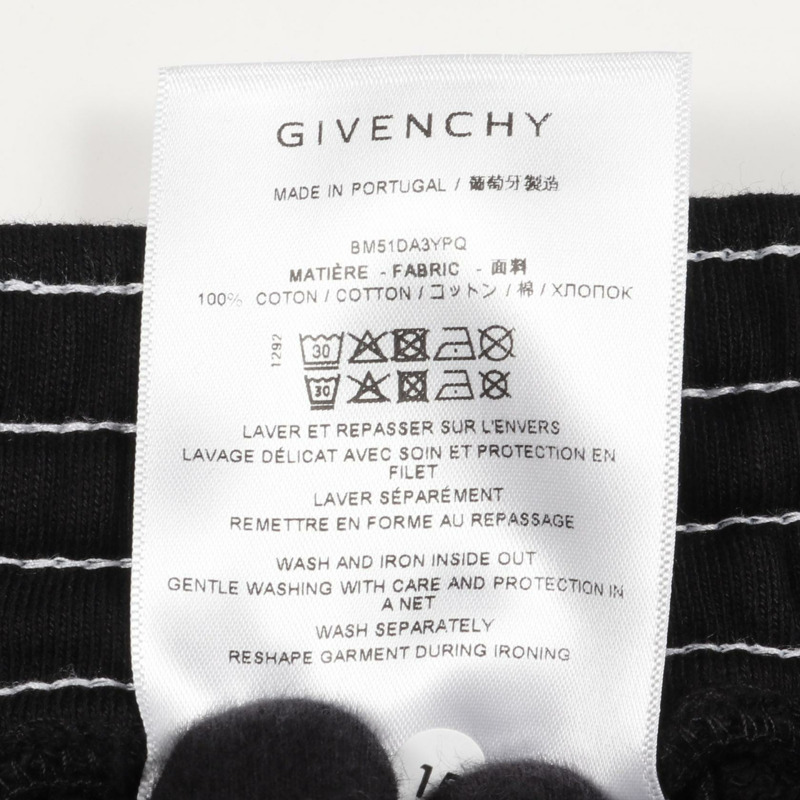 GIVENCHY
MADE IN PORTUGAL / 葡萄牙製造
BM51DA3YPQ
MATIÈRE - FABRIC - 面料
100% COTON / COTTON / コットン / 棉 / ХЛОПОК
1292
30
30
LAVER ET REPASSER SUR L'ENVERS
LAVAGE DÉLICAT AVEC SOIN ET PROTECTION EN
FILET
LAVER SÉPARÉMENT
REMETTRE EN FORME AU REPASSAGE
WASH AND IRON INSIDE OUT
GENTLE WASHING WITH CARE AND PROTECTION IN
A NET
WASH SEPARATELY
RESHAPE GARMENT DURING IRONING